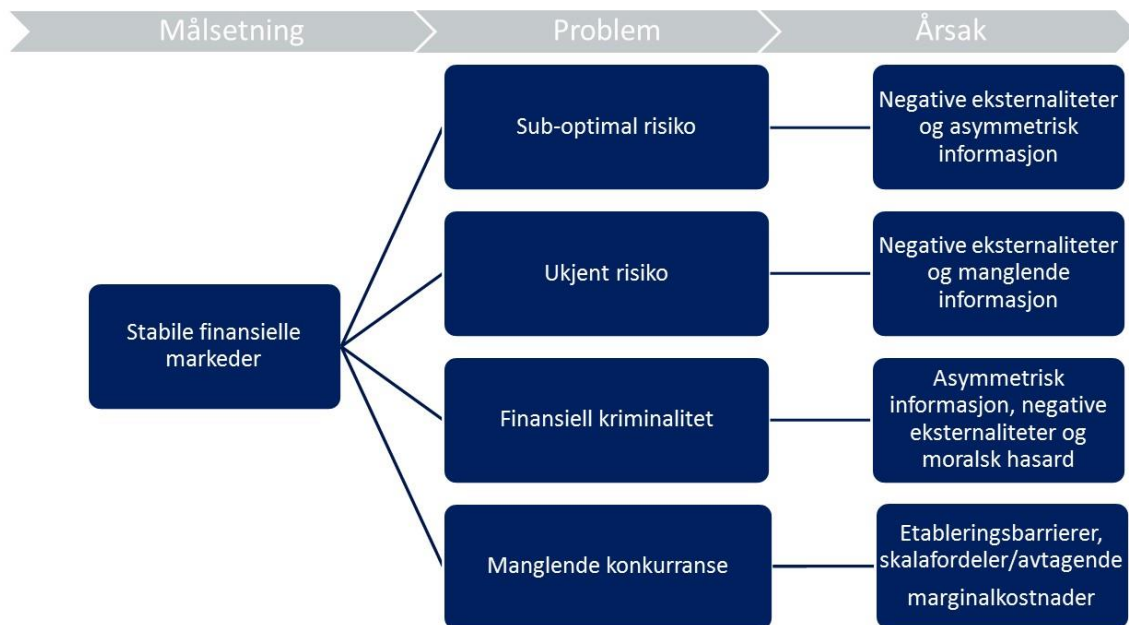 Målsetning
Problem
Årsak
Stabile finansielle
markeder
Sub-optimal risiko
Negative eksternaliteter
og asymmetrisk
informasjon
Ukjent risiko
Negative eksternaliteter
og manglende
informasjon
Finansiell kriminalitet
Asymmetrisk
informasjon, negative
eksternaliteter og
moralsk hasard
Manglende konkurranse
Etableringsbarrierer,
skalafordeler/avtagende
marginalkostnader